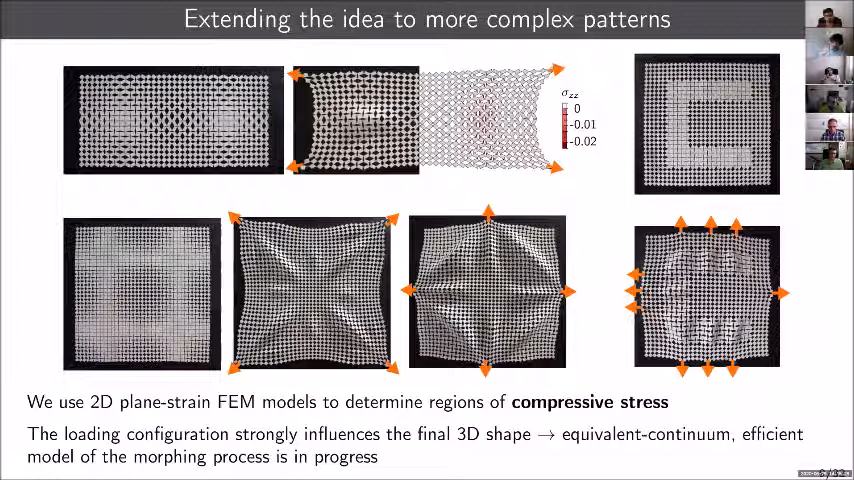 Extending the idea to more complex patterns
σzz
0
-0.01
-0.02
We use 2D plane-strain FEM models to determine regions of compressive stress
The loading configuration strongly influences the final 3D shape → equivalent-continuum, efficient
model of the morphing process is in progress